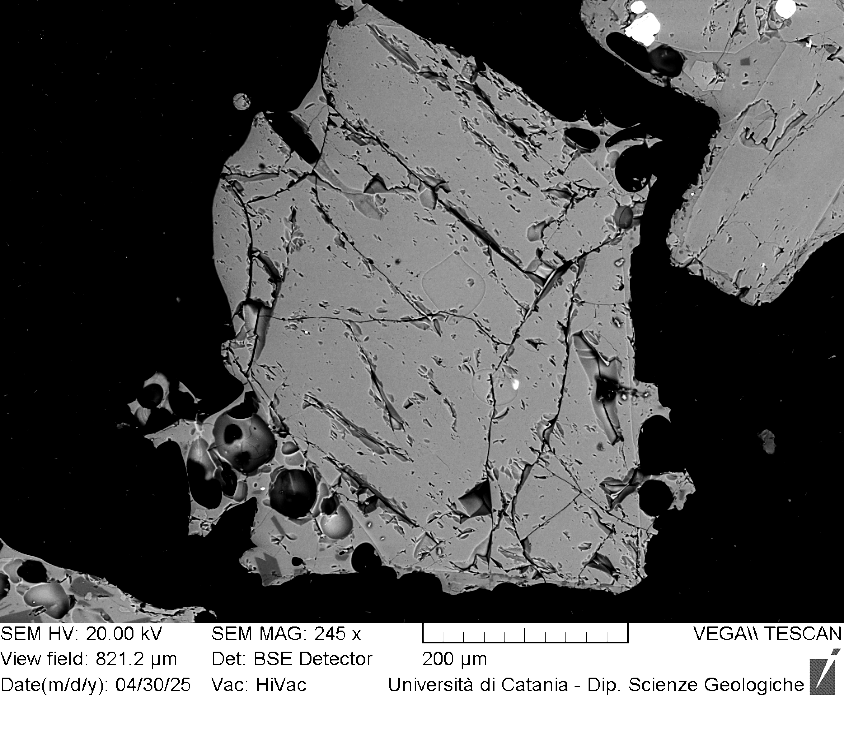 SEM HV: 20.00 kV SEM MAG: 245 x VEGA\\ TESCAN
View field: 821.2 µm Det: BSE Detector 200 µm
Date(m/d/y): 04/30/25 Vac: HiVac Università di Catania - Dip. Scienze Geologiche